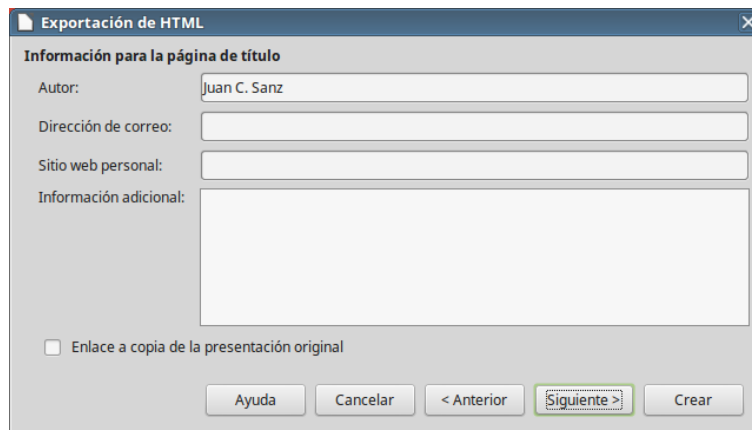 Exportación de HTML
Información para la página de título
Autor: Juan C. Sanz
Dirección de correo:
Sitio web personal:
Información adicional:
Enlace a copia de la presentación original
Ayuda Cancelar < Anterior Siguiente > Crear